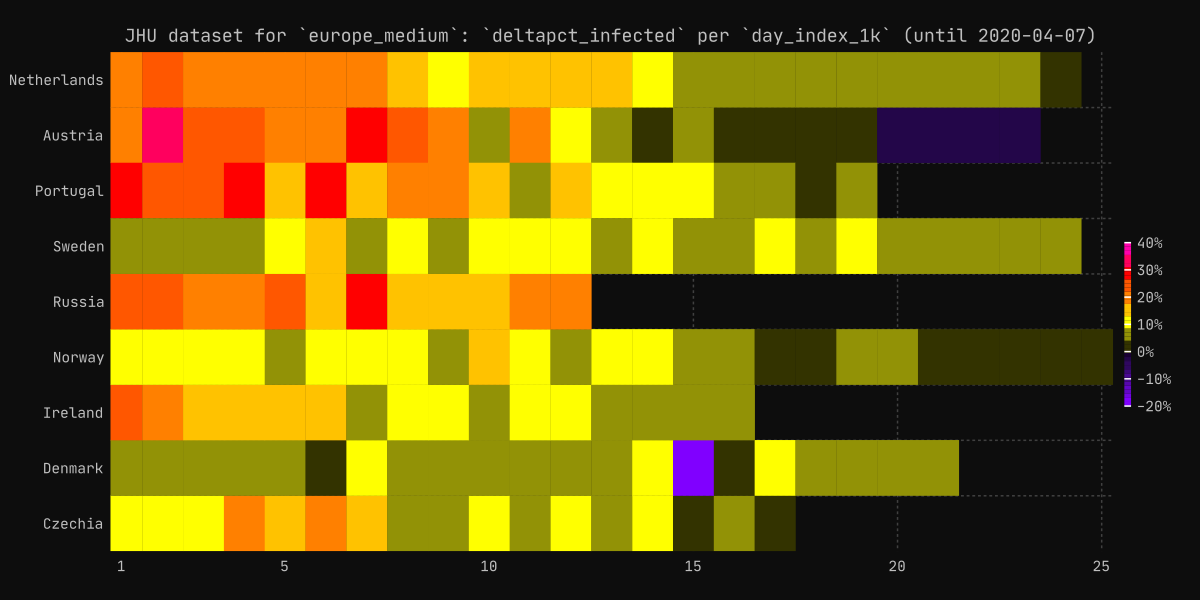 JHU dataset for `europe_medium`: `deltapct_infected` per `day_index_1k` (until 2020-04-07)
Netherlands
Austria
Portugal
Sweden
Russia
Norway
Ireland
Denmark
Czechia
1 5 10 15 20 25
40%
30%
20%
10%
0%
-10%
-20%